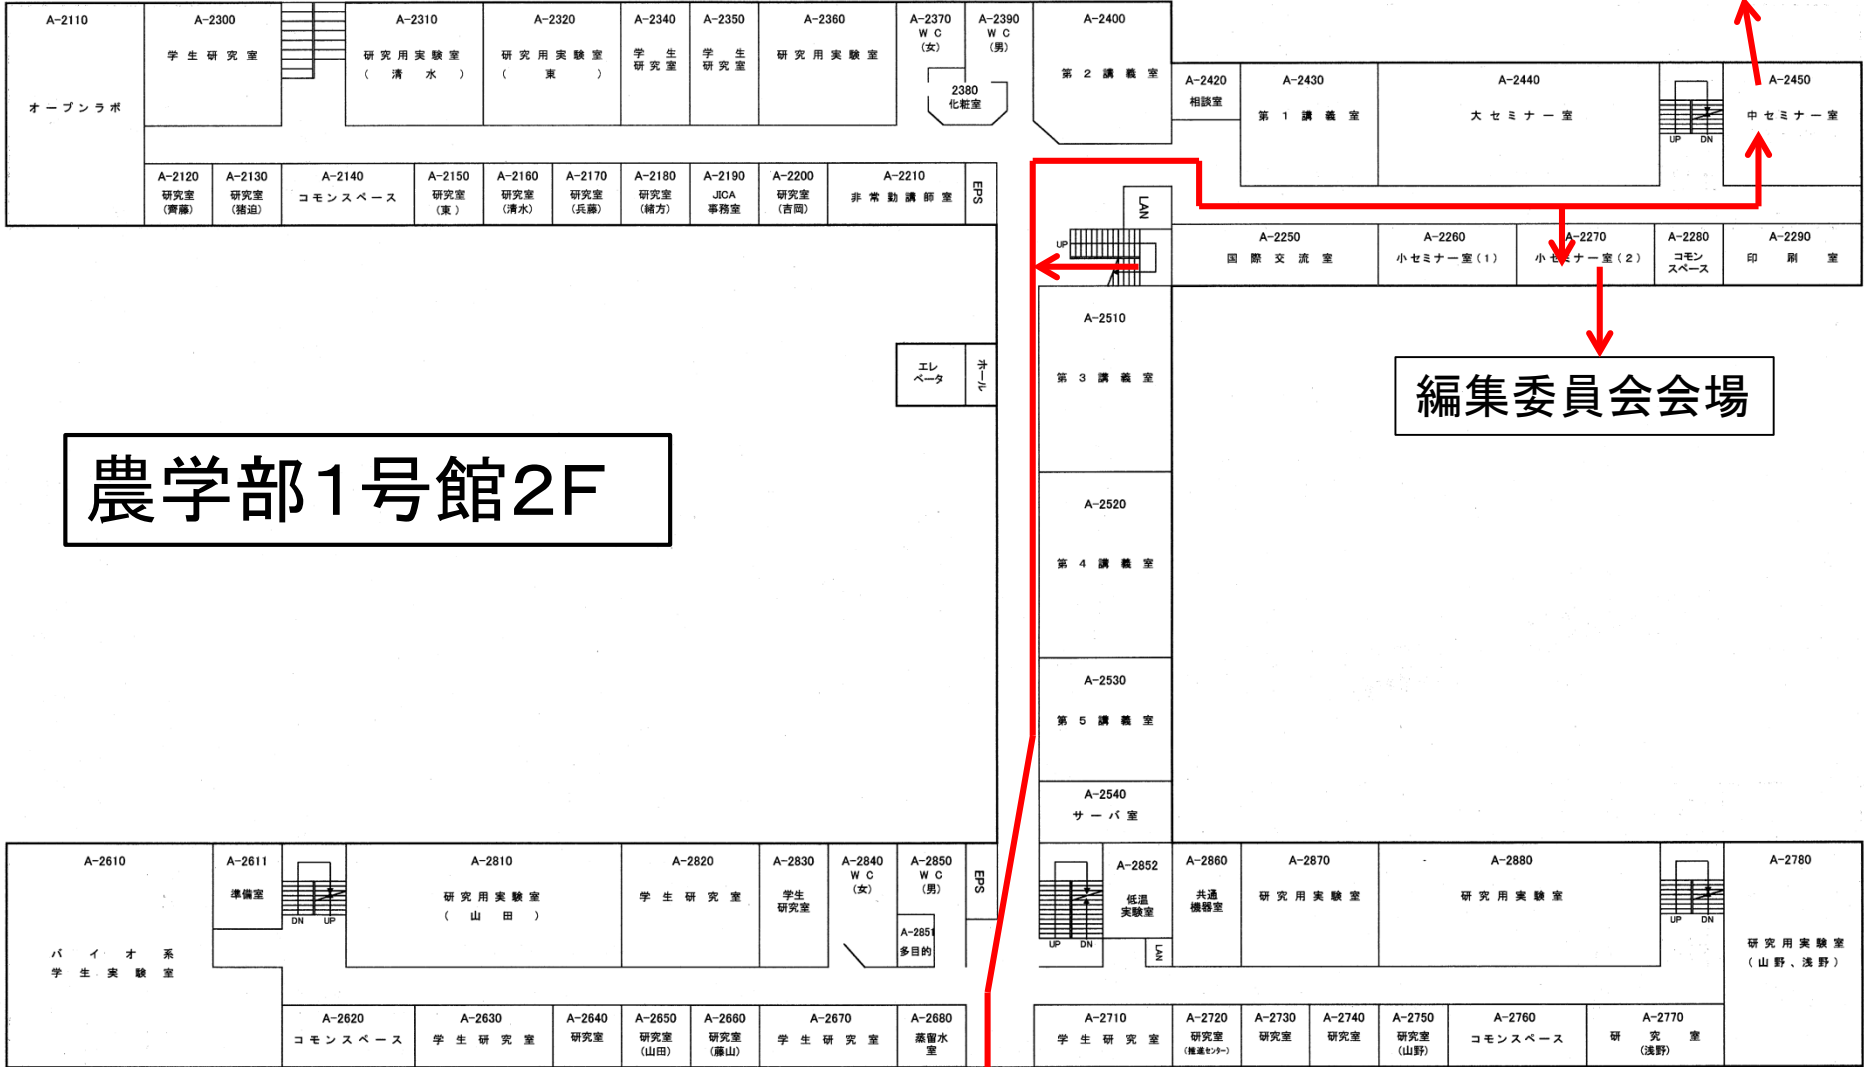 A-2110
オープンラボ
A-2300
学生研究室
A-2310
研究用実験室
(清水)
A-2320
研究用実験室
(東)
A-2340
学生
研究室
A-2350
学生
研究室
A-2360
研究用実験室
A-2370
WC
(女)
A-2390
WC
(男)
2380
化粧室
A-2400
第2講義室
A-2420
相談室
A-2430
第1講義室
A-2440
大セミナー室
UP DN
A-2450
中セミナー室
A-2120
研究室
(齊藤)
A-2130
研究室
(猪迫)
A-2140
コモンスペース
A-2150
研究室
(東)
A-2160
研究室
(清水)
A-2170
研究室
(兵藤)
A-2180
研究室
(緒方)
A-2190
JICA
事務室
A-2200
研究室
(吉岡)
A-2210
非常勤講師室
EPS
LAN
UP
A-2250
国際交流室
A-2260
小セミナー室(1)
A-2270
小セミナー室(2)
A-2280
コモン
スペース
A-2290
印刷室
A-2510
第3講義室
エレ
ベータ
ホール
編集委員会会場
農学部1号館2F
A-2520
第4講義室
A-2530
第5講義室
A-2540
サーバ室
A-2610
バイオ系
学生実験室
A-2611
準備室
DN UP
A-2810
研究用実験室
(山田)
A-2820
学生研究室
A-2830
学生
研究室
A-2840
WC
(女)
A-2850
WC
(男)
A-2851
多目的
EPS
UP DN
A-2852
低温
実験室
LAN
A-2860
共通
機器室
A-2870
研究用実験室
A-2880
研究用実験室
UP DN
A-2780
研究用実験室
(山野、浅野)
A-2620
コモンスペース
A-2630
学生研究室
A-2640
研究室
A-2650
研究室
(山田)
A-2660
研究室
(藤山)
A-2670
学生研究室
A-2680
蒸留水
室
A-2710
学生研究室
A-2720
研究室
(推進センター)
A-2730
研究室
A-2740
研究室
A-2750
研究室
(山野)
A-2760
コモンスペース
A-2770
研究室
(浅野)